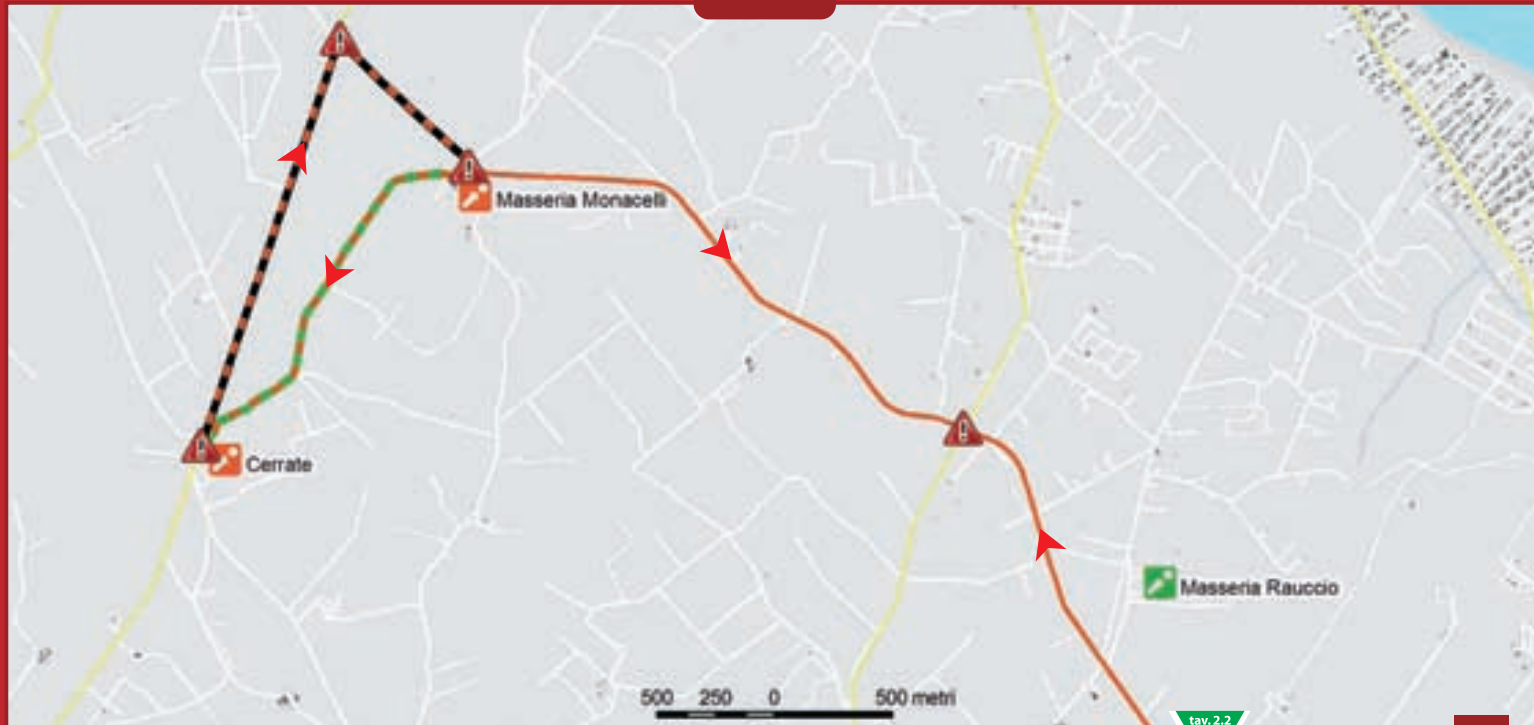 Masseria Monacelli
Cerrate
Masseria Rauccio
500 250 0 500 metri
tav. 2.2